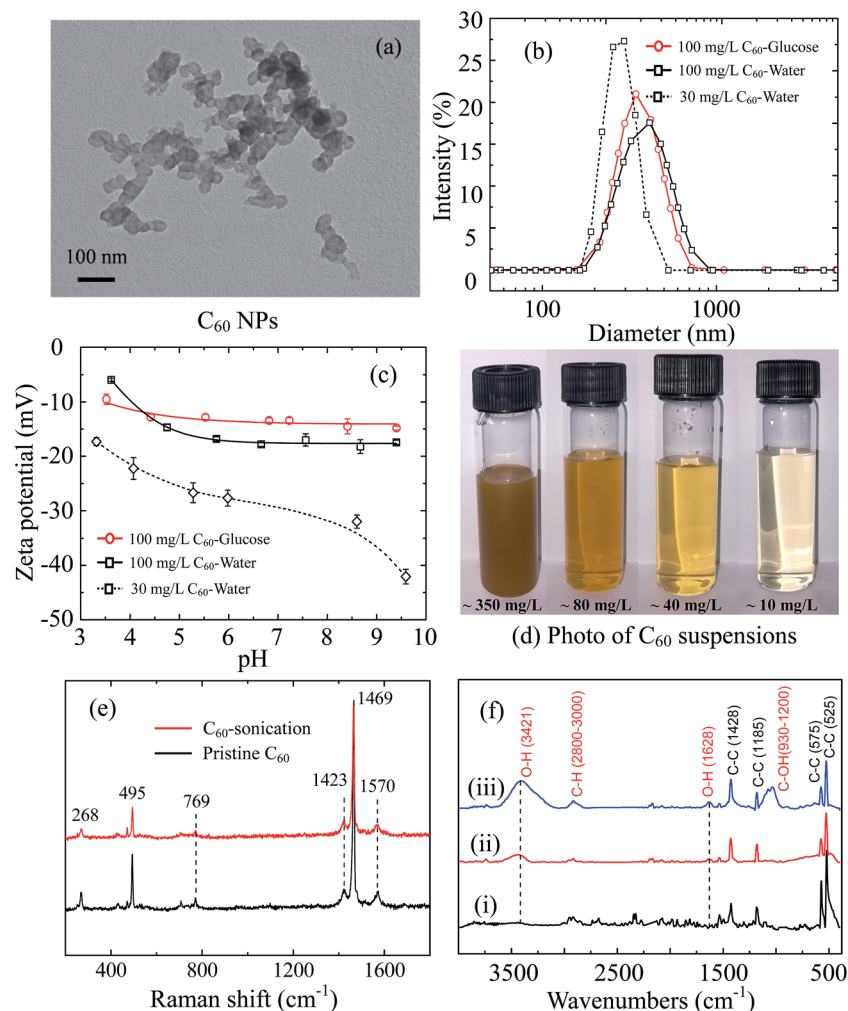 (a)
100 nm
C60 NPs
(b)
100 mg/L C60-Glucose
100 mg/L C60-Water
30 mg/L C60-Water
Intensity (%)
30
25
20
15
10
5
0
100
1000
Diameter (nm)
(c)
Zeta potential (mV)
0
-10
-20
-30
-40
-50
100 mg/L C60-Glucose
100 mg/L C60-Water
30 mg/L C60-Water
3 4 5 6 7 8 9 10
pH
~ 350 mg/L
~ 80 mg/L
~ 40 mg/L
~ 10 mg/L
(d) Photo of C60 suspensions
(e)
C60-sonication
Pristine C60
268
495
769
1423
1469
1570
400 800 1200 1600
Raman shift (cm-1)
(f)
O-H (3421)
C-H (2800-3000)
O-H (1628)
C-C (1428)
C-C (1185)
C-OH(930-1200)
C-C (575)
C-C (525)
(iii)
(ii)
(i)
3500 2500 1500 500
Wavenumbers (cm-1)